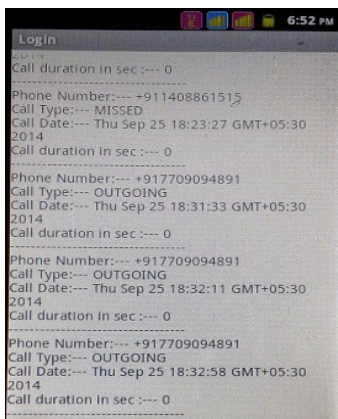 6:52 PM
Login
2014
Call duration in sec :--- 0
--------------------------------
Phone Number:--- +911408861515
Call Type:--- MISSED
Call Date:--- Thu Sep 25 18:23:27 GMT+05:30
2014
Call duration in sec :--- 0
--------------------------------
Phone Number:--- +917709094891
Call Type:--- OUTGOING
Call Date:--- Thu Sep 25 18:31:33 GMT+05:30
2014
Call duration in sec :--- 0
--------------------------------
Phone Number:--- +917709094891
Call Type:--- OUTGOING
Call Date:--- Thu Sep 25 18:32:11 GMT+05:30
2014
Call duration in sec :--- 0
--------------------------------
Phone Number:--- +917709094891
Call Type:--- OUTGOING
Call Date:--- Thu Sep 25 18:32:58 GMT+05:30
2014
Call duration in sec :--- 0
--------------------------------